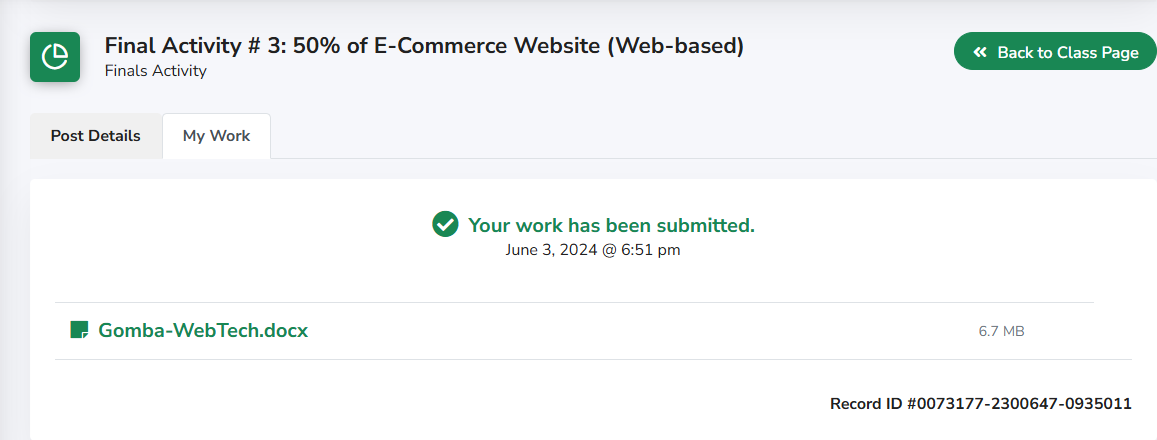 Final Activity # 3: 50% of E-Commerce Website (Web-based)
Finals Activity
Back to Class Page
Post Details
My Work
Your work has been submitted.
June 3, 2024 @ 6:51 pm
Gomba-WebTech.docx
6.7 MB
Record ID #0073177-2300647-0935011